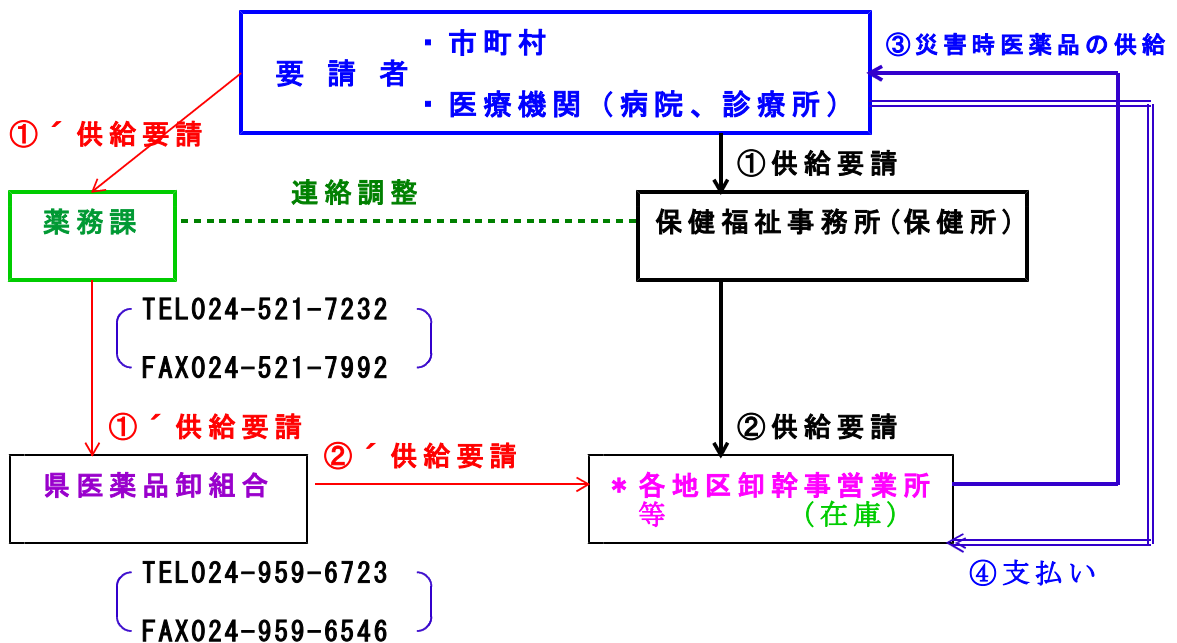 ・市町村
要請者
・医療機関（病院、診療所）
③災害時医薬品の供給
①´供給要請
①供給要請
連絡調整
薬務課
保健福祉事務所(保健所)
TEL024-521-7232
FAX024-521-7992
①´供給要請
②供給要請
②´供給要請
県医薬品卸組合
＊各地区卸幹事営業所
等　（在庫）
TEL024-959-6723
④支払い
FAX024-959-6546